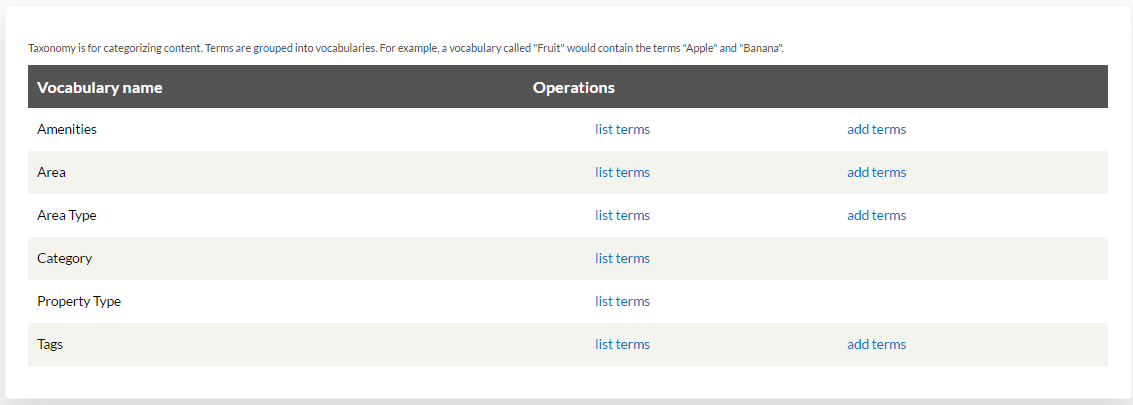 Taxonomy is for categorizing content. Terms are grouped into vocabularies. For example, a vocabulary called "Fruit" would contain the terms "Apple" and "Banana".
Vocabulary name Operations
Amenities list terms add terms
Area list terms add terms
Area Type list terms add terms
Category list terms
Property Type list terms
Tags list terms add terms